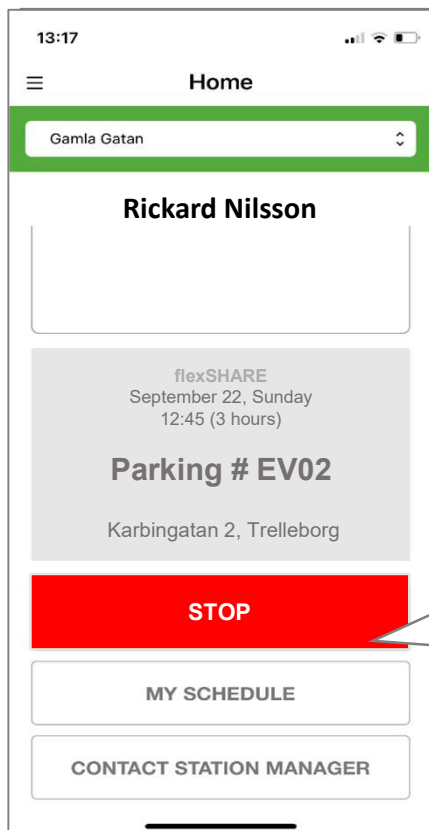 13:17
Home
Gamla Gatan
Rickard Nilsson
flexSHARE
September 22, Sunday
12:45 (3 hours)
Parking # EV02
Karbingatan 2, Trelleborg
STOP
MY SCHEDULE
CONTACT STATION MANAGER